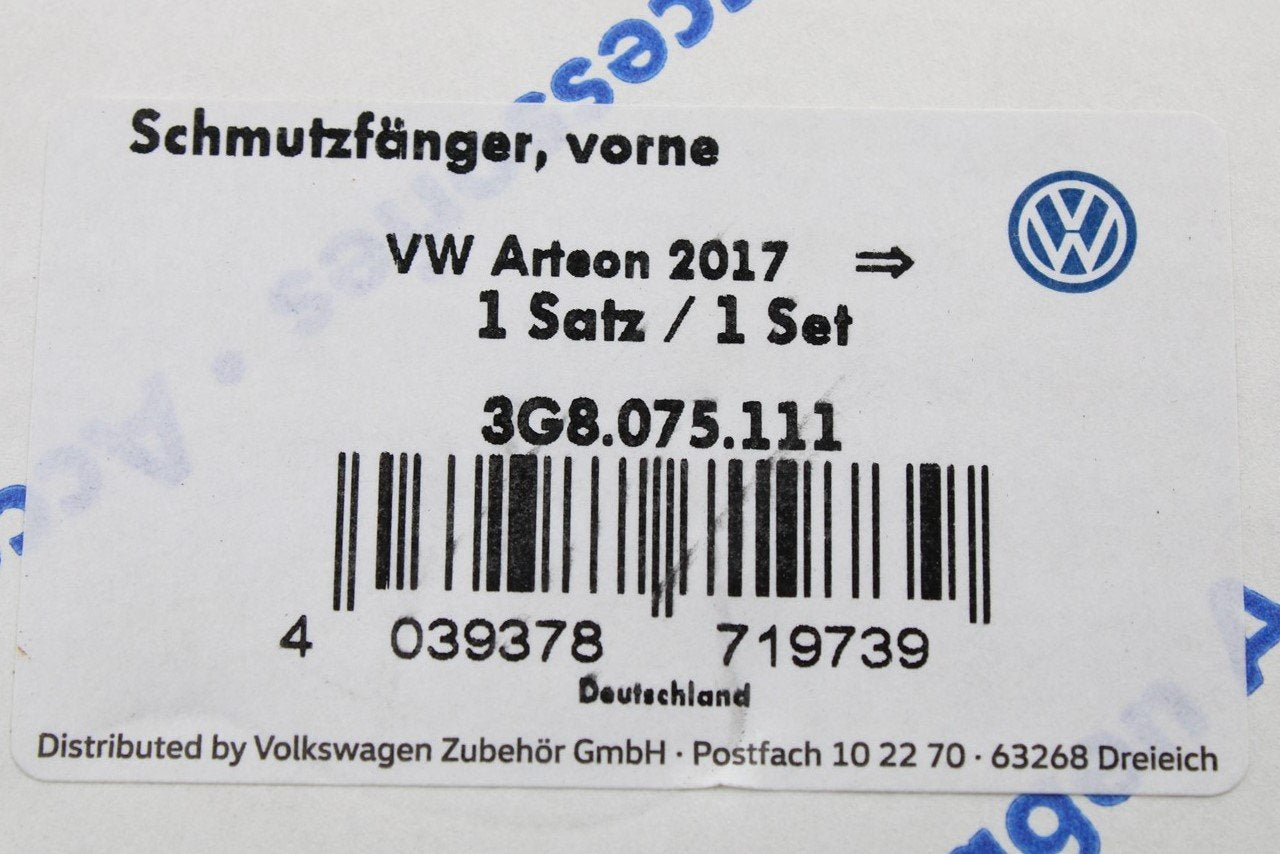 Schmutzfänger, vorne
VW Arteon 2017 ⇒
1 Satz / 1 Set
3G8.075.111
4 039378 719739
Deutschland
Distributed by Volkswagen Zubehör GmbH · Postfach 10 22 70 · 63268 Dreieich